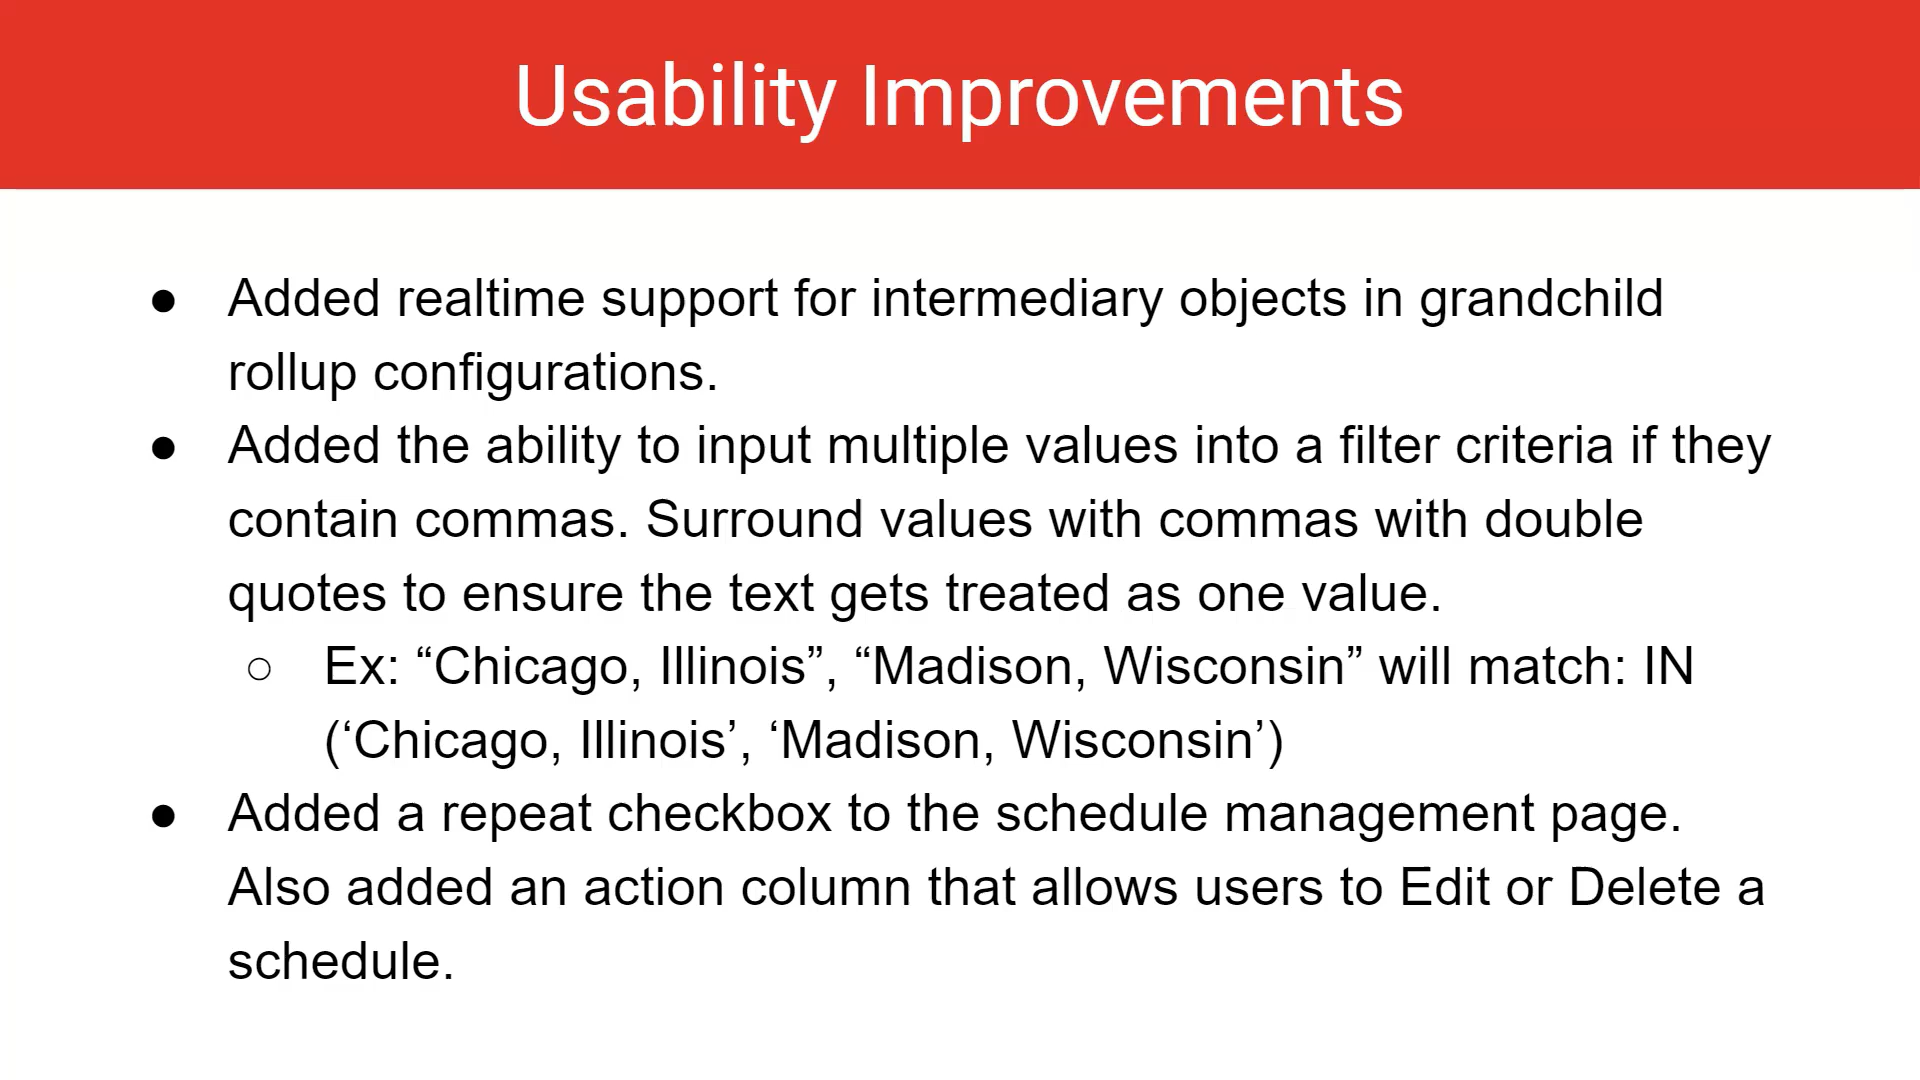 Usability Improvements
● Added realtime support for intermediary objects in grandchild
rollup configurations.
● Added the ability to input multiple values into a filter criteria if they
contain commas. Surround values with commas with double
quotes to ensure the text gets treated as one value.
○ Ex: “Chicago, Illinois”, “Madison, Wisconsin” will match: IN
(‘Chicago, Illinois’, ‘Madison, Wisconsin’)
● Added a repeat checkbox to the schedule management page.
Also added an action column that allows users to Edit or Delete a
schedule.